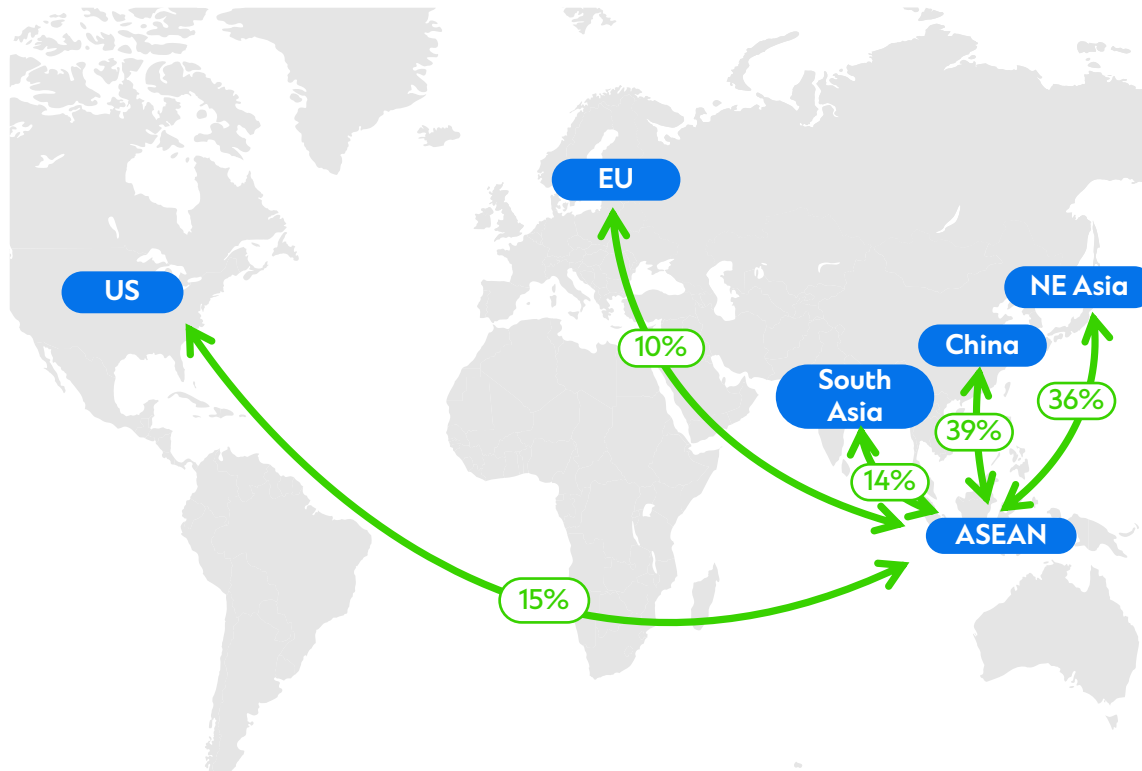 EU
US
NE Asia
10%
China
South
Asia
36%
39%
14%
ASEAN
15%